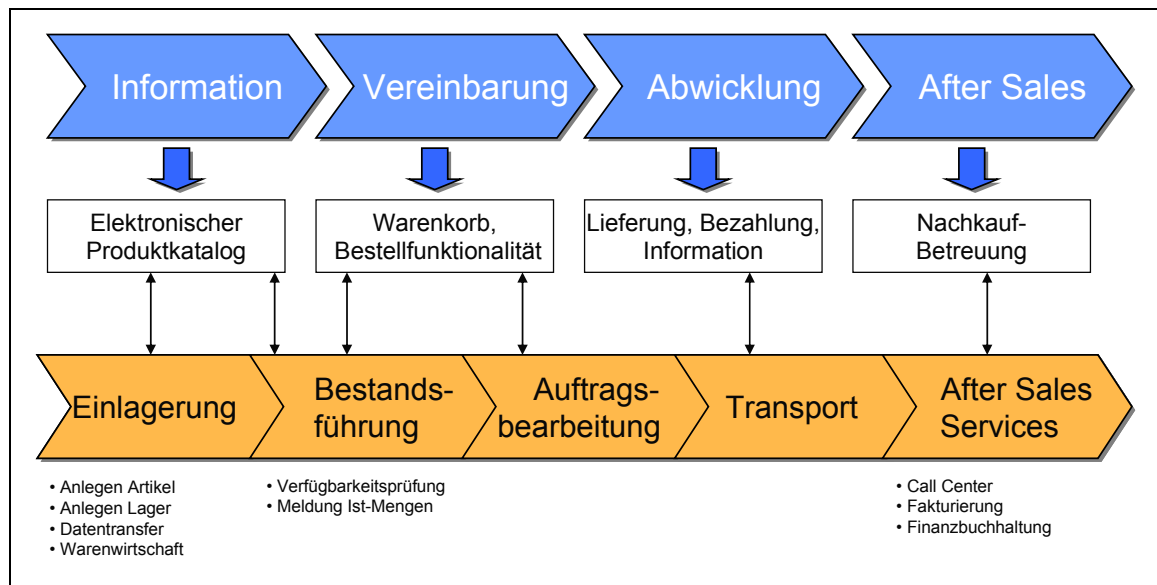 Information
Vereinbarung
Abwicklung
After Sales
Elektronischer
Produktkatalog
Warenkorb,
Bestellfunktionalität
Lieferung, Bezahlung,
Information
Nachkauf-
Betreuung
Einlagerung
Bestands-
führung
Auftrags-
bearbeitung
Transport
After Sales
Services
• Anlegen Artikel
• Anlegen Lager
• Datentransfer
• Warenwirtschaft
• Verfügbarkeitsprüfung
• Meldung Ist-Mengen
• Call Center
• Fakturierung
• Finanzbuchhaltung